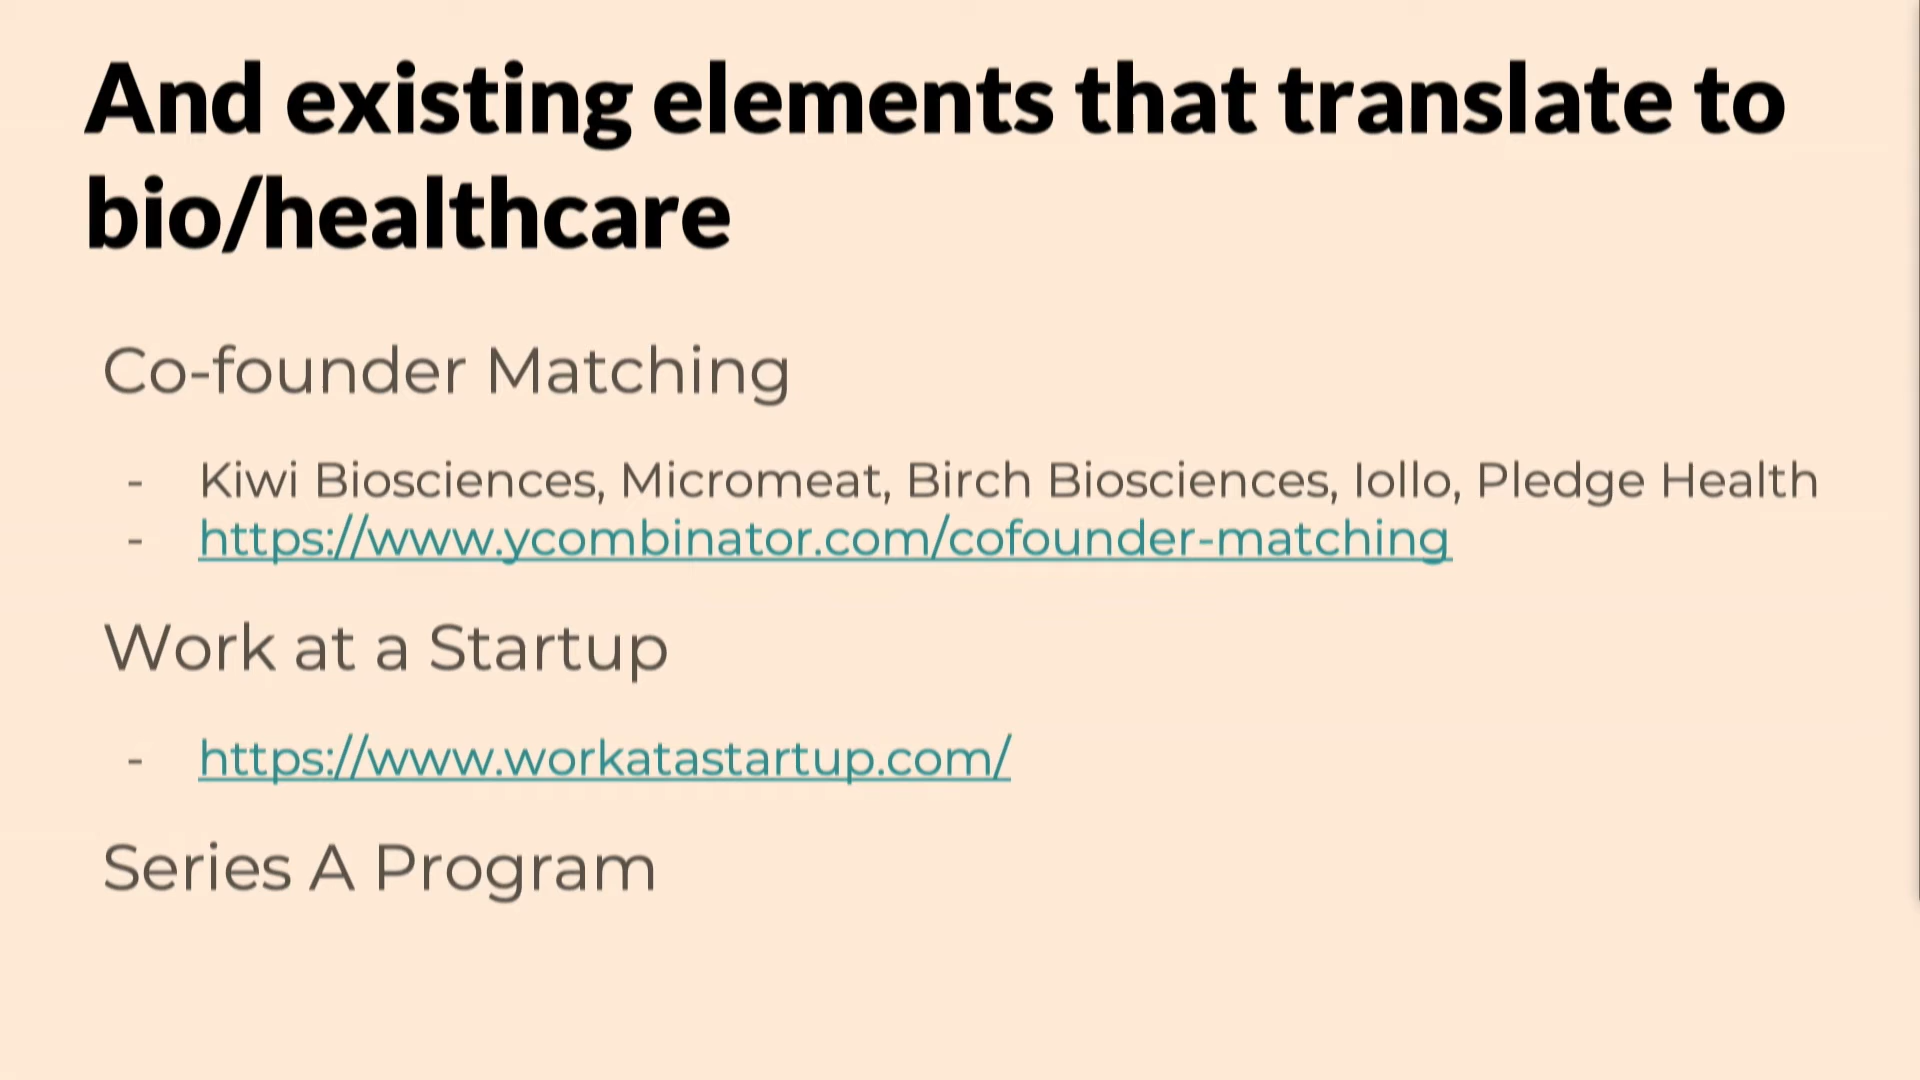 And existing elements that translate to
bio/healthcare
Co-founder Matching
- Kiwi Biosciences, Micromeat, Birch Biosciences, Iollo, Pledge Health
- https://www.ycombinator.com/cofounder-matching
Work at a Startup
- https://www.workatastartup.com/
Series A Program